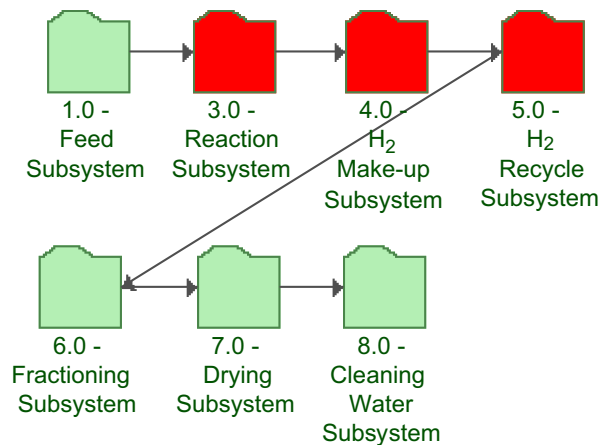 1.0 -
Feed
Subsystem
3.0 -
Reaction
Subsystem
4.0 -
H₂
Make-up
Subsystem
5.0 -
H₂
Recycle
Subsystem
6.0 -
Fractioning
Subsystem
7.0 -
Drying
Subsystem
8.0 -
Cleaning
Water
Subsystem